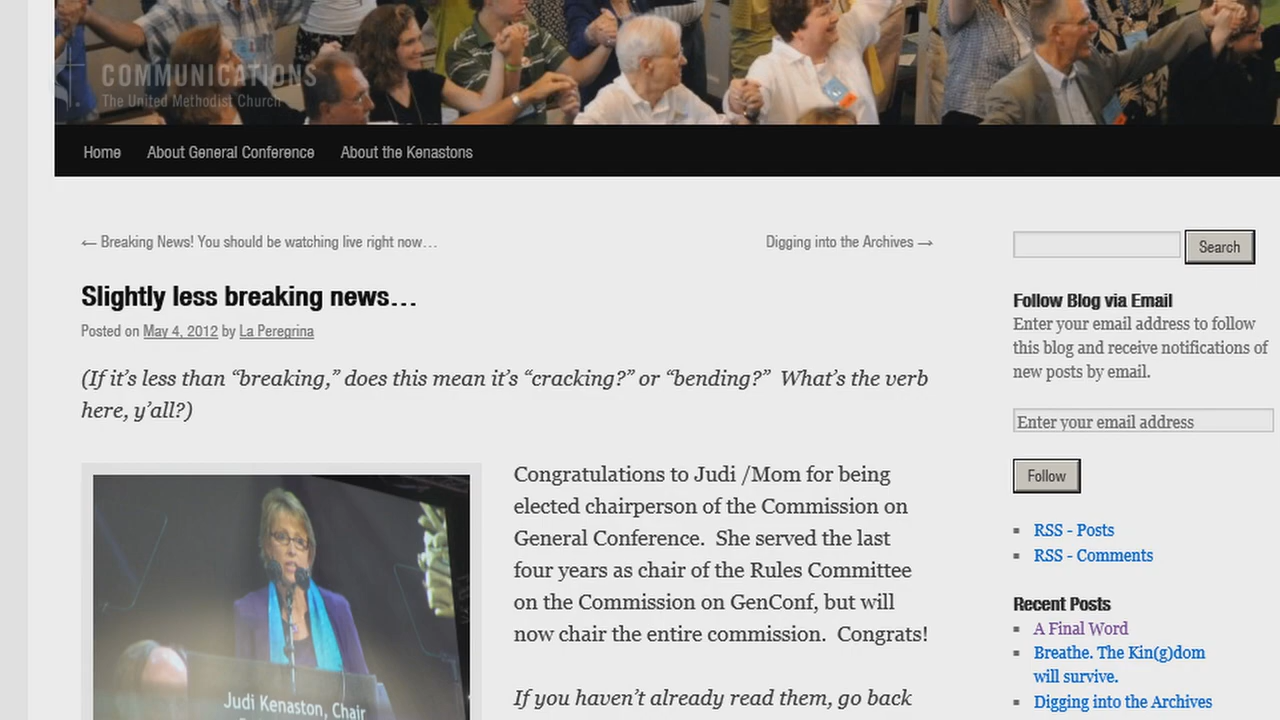 COMMUNICATIONS
The United Methodist Church
Home About General Conference About the Kenastons
← Breaking News! You should be watching live right now…
Digging into the Archives →
Slightly less breaking news…
Posted on May 4, 2012 by La Peregrina
(If it’s less than “breaking,” does this mean it’s “cracking?” or “bending?”  What’s the verb
here, y’all?)
Judi Kenaston, Chair
Congratulations to Judi /Mom for being
elected chairperson of the Commission on
General Conference.  She served the last
four years as chair of the Rules Committee
on the Commission on GenConf, but will
now chair the entire commission.  Congrats!
If you haven’t already read them, go back
Search
Follow Blog via Email
Enter your email address to follow
this blog and receive notifications of
new posts by email.
Enter your email address
Follow
RSS - Posts
RSS - Comments
Recent Posts
A Final Word
Breathe. The Kin(g)dom
will survive.
Digging into the Archives